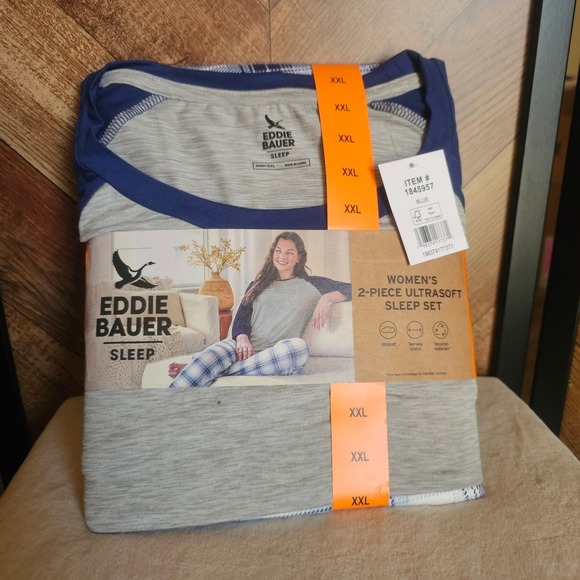 XXL
XXL
XXL
XXL
XXL
EDDIE
BAUER
SLEEP
ITEM #
1845957
BLUE
EDDIE
BAUER
SLEEP
WOMEN'S
2-PIECE ULTRASOFT
SLEEP SET
Ultrasoft
XXL
XXL
XXL